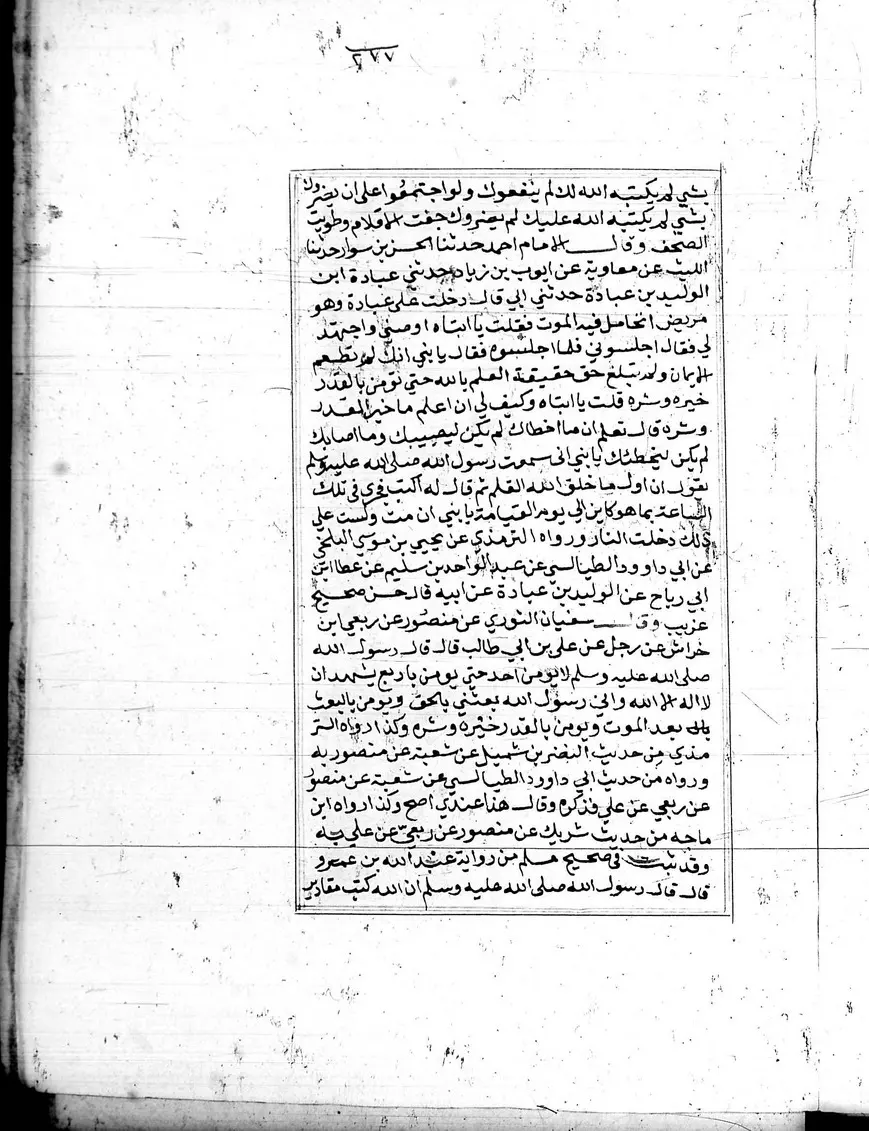 ٢٧٧
بشي لم يكتبه الله لك لم ينفعوك ولو اجتمعوا على ان يضروك
بشي لم يكتبه الله عليك لم يضروك جفت الاقلام وطويت
الصحف وقال الامام احمد حدثنا الحسن بن سوار حدثنا
الليث عن معاوية عن ايوب بن زياد حدثني عبادة ابن
الوليد بن عبادة حدثني ابي قال دخلت على عبادة وهو
مريض اتخايل فيه الموت فقلت يا ابتاه اوصني واجتهد
لي فقال اجلسوني فلما اجلسوه فقال يا بني انك لم تطعم
الايمان ولم تبلغ حق حقيقة العلم بالله حتي تؤمن بالقدر
خيره وشره قلت يا ابتاه وكيف لي ان اعلم ما خير القدر
وشره قال تعلم ان ما اخطاك لم يكن ليصيبك وما اصابك
لم يكن ليخطئك يا بني اني سمعت رسول الله صلى الله عليه وسلم
يقول ان اول ما خلق الله القلم ثم قال له اكتب فجرى في تلك
الساعة بما هو كاين الي يوم القيامة يا بني ان مت ولست علي
ذلك دخلت النار ورواه الترمذي عن يحيي بن موسي البلخي
عن ابي داوود الطيالسي عن عبد الواحد بن سليم عن عطا ابن
ابي رباح عن الوليد بن عبادة عن ابيه قال حسن صحيح
غريب وقال سفيان الثوري عن منصور عن ربعي ابن
خراش عن رجل عن علي بن ابي طالب قال قال رسول الله
صلى الله عليه وسلم لا يومن احد حتي يومن باربع يشهد ان
لا اله الا الله واني رسول الله بعثني بالحق ويومن بالبعث
بعد الموت ويومن بالقدر خيره وشره وكذا رواه التر
مذي من حديث النضر بن شميل عن شعبة عن منصور به
ورواه من حديث ابي داوود الطيالسي عن شعبة عن منصور
عن ربعي عن علي فذكره وقال هذا عندي اصح وكذا رواه ابن
ماجه من حديث شريك عن منصور عن ربعي عن علي به
وقد ثبت في صحيح مسلم من رواية عبد الله بن عمرو
قال قال رسول الله صلى الله عليه وسلم ان الله كتب مقادير